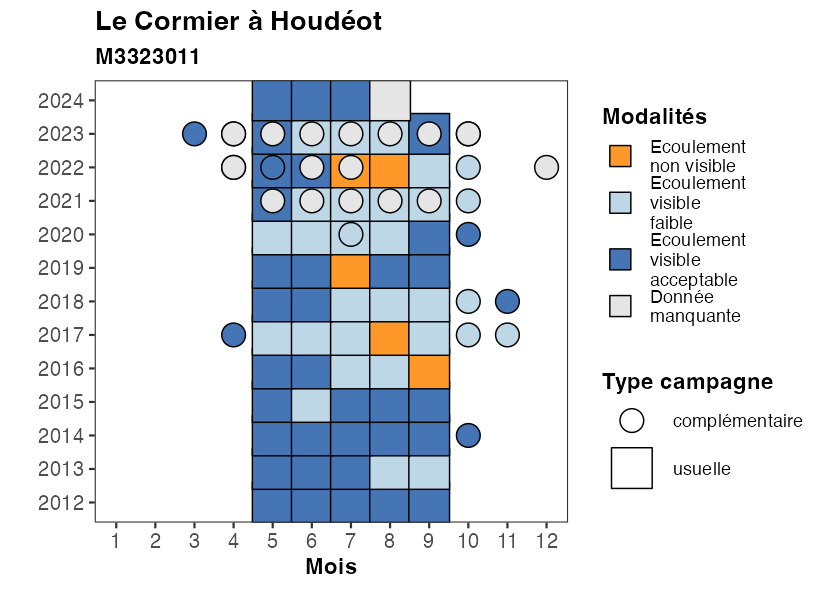 Le Cormier à Houdéot
M3323011
2024
2023
2022
2021
2020
2019
2018
2017
2016
2015
2014
2013
2012
1 2 3 4 5 6 7 8 9 10 11 12
Mois
Modalités
Ecoulement
non visible
Ecoulement
visible
faible
Ecoulement
visible
acceptable
Donnée
manquante
Type campagne
complémentaire
usuelle